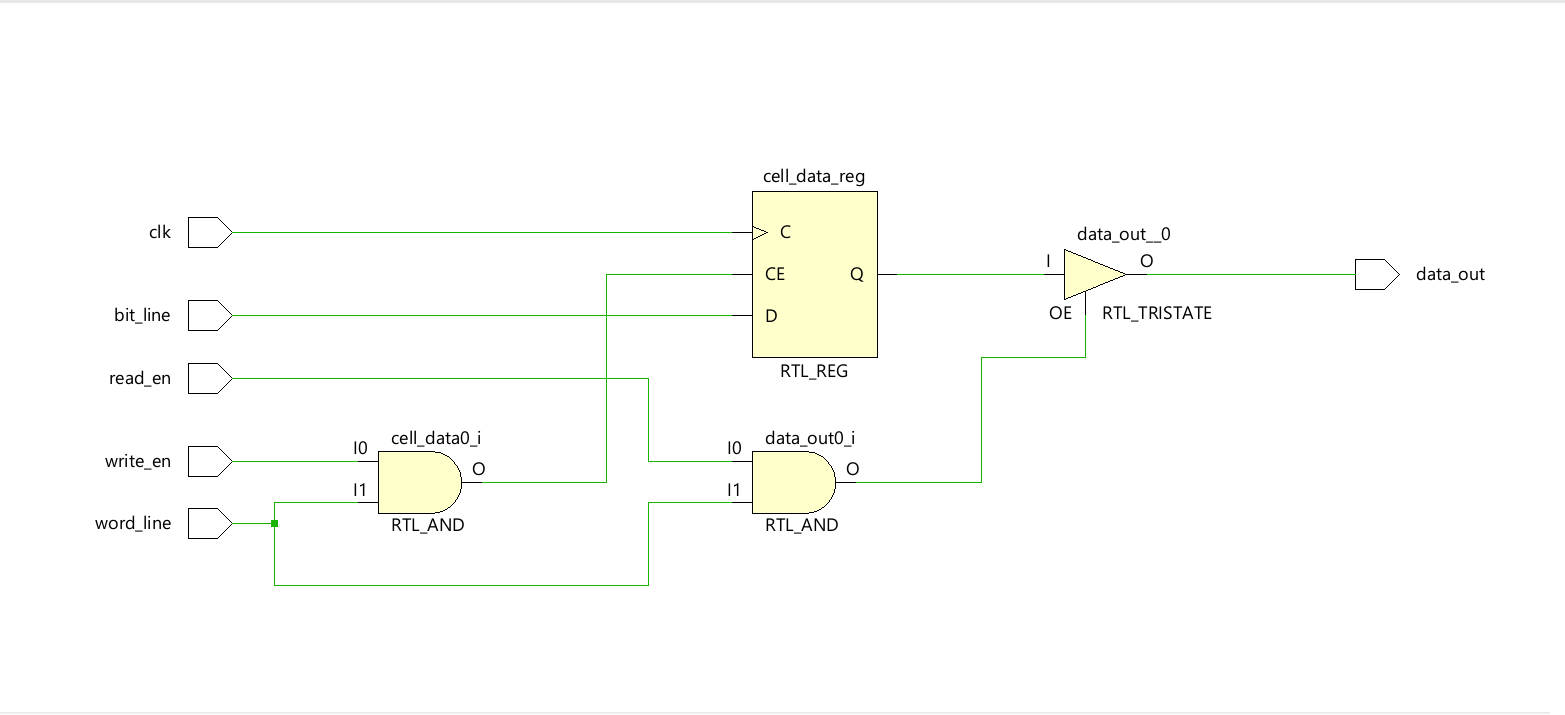 cell_data_reg
clk
C
data_out__0
I
O
CE
Q
data_out
bit_line
D
OE
RTL_TRISTATE
RTL_REG
read_en
cell_data0_i
data_out0_i
I0
I0
write_en
O
O
I1
I1
word_line
RTL_AND
RTL_AND